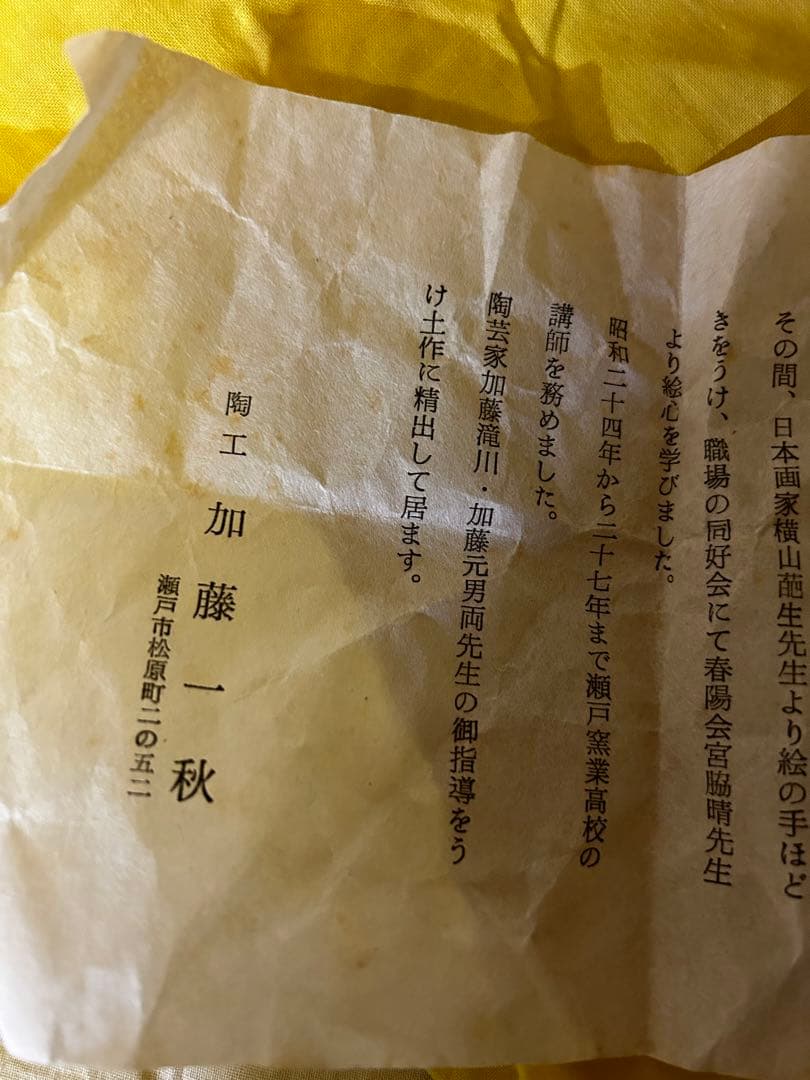 その間、日本画家横山葩生先生より絵の手ほど
きをうけ、職場の同好会にて春陽会宮脇晴先生
より絵心を学びました。
昭和二十四年から二十七年まで瀬戸窯業高校の
講師を務めました。
陶芸家加藤滝川・加藤元男両先生の御指導をう
け土作に精出して居ます。
陶工 加藤一秋
瀬戸市松原町二の五二